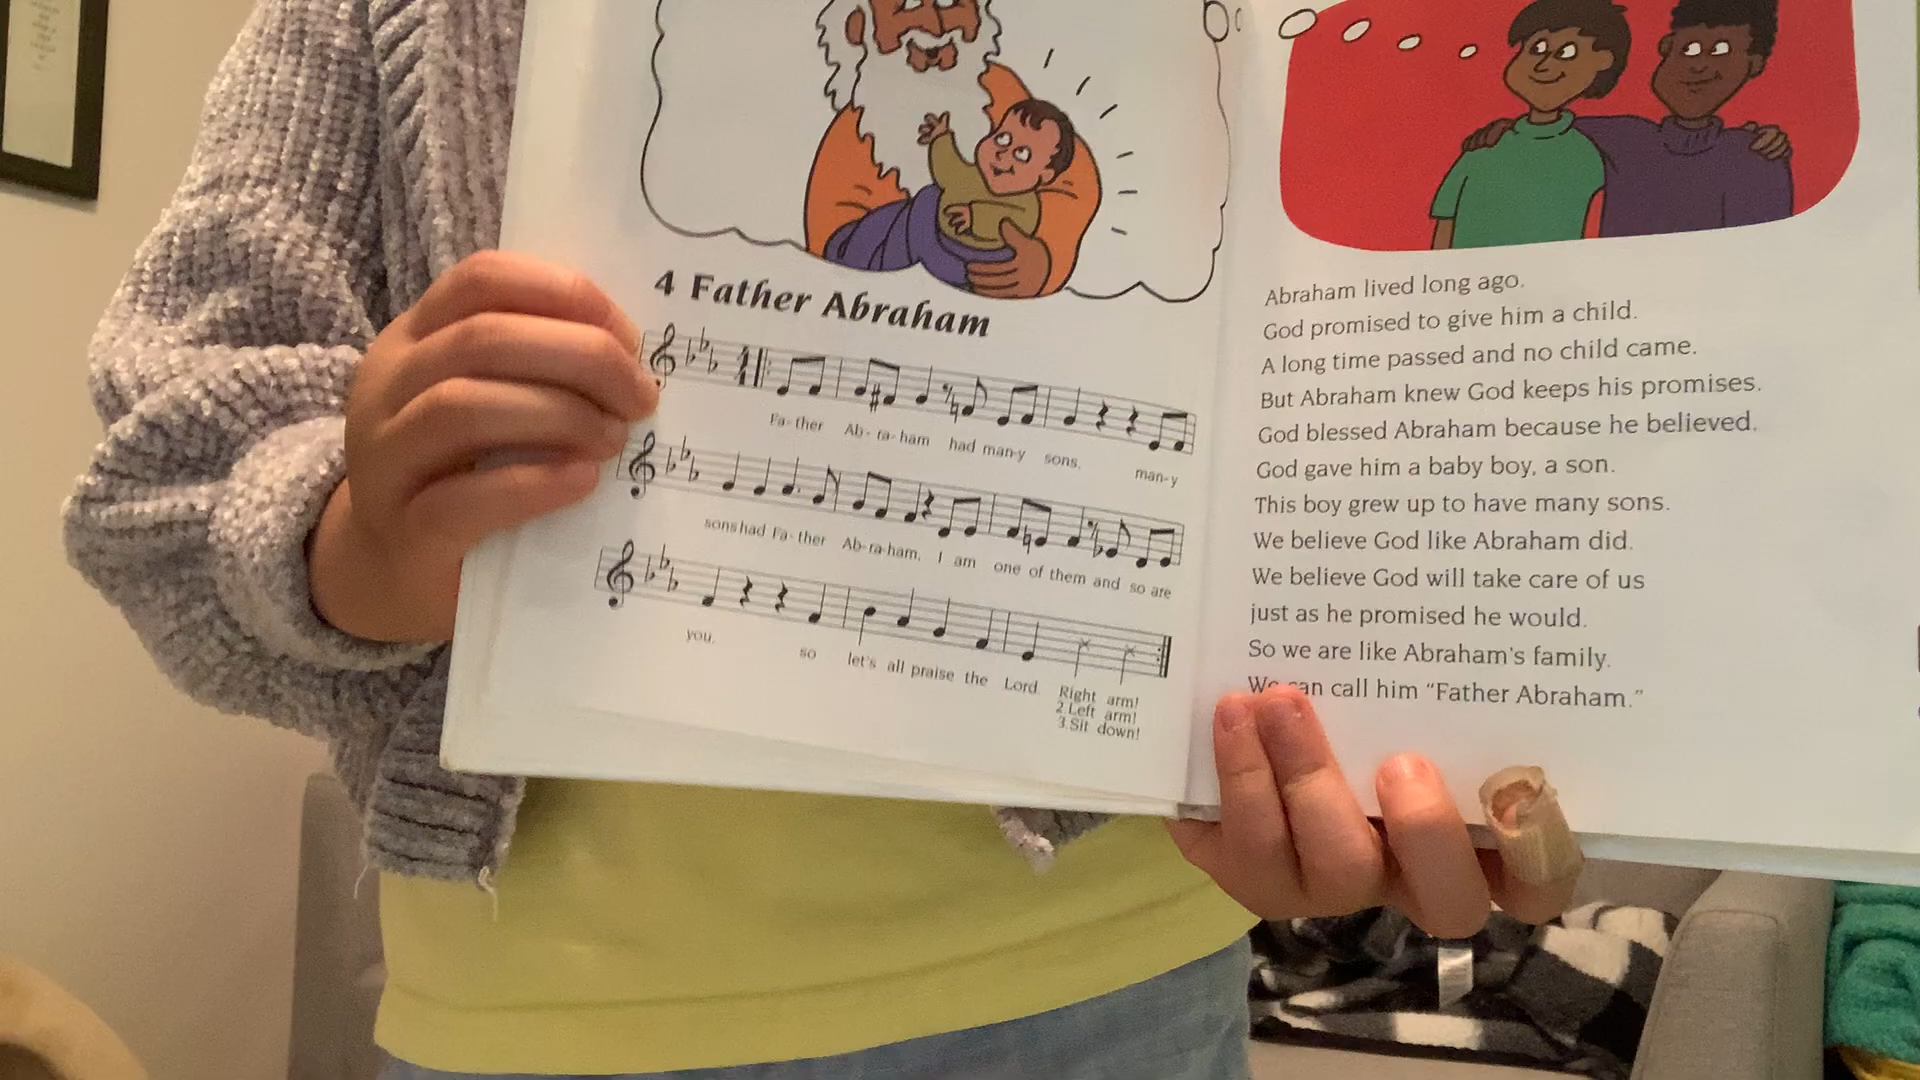 4 Father Abraham
Fa-ther Ab-ra-ham had man-y sons, man-y
sons had Fa-ther Ab-ra-ham, I am one of them and so are
you, so let's all praise the Lord. Right arm!
2.Left arm!
3.Sit down!
Abraham lived long ago.
God promised to give him a child.
A long time passed and no child came.
But Abraham knew God keeps his promises.
God blessed Abraham because he believed.
God gave him a baby boy, a son.
This boy grew up to have many sons.
We believe God like Abraham did.
We believe God will take care of us
just as he promised he would.
So we are like Abraham's family.
We can call him “Father Abraham.”